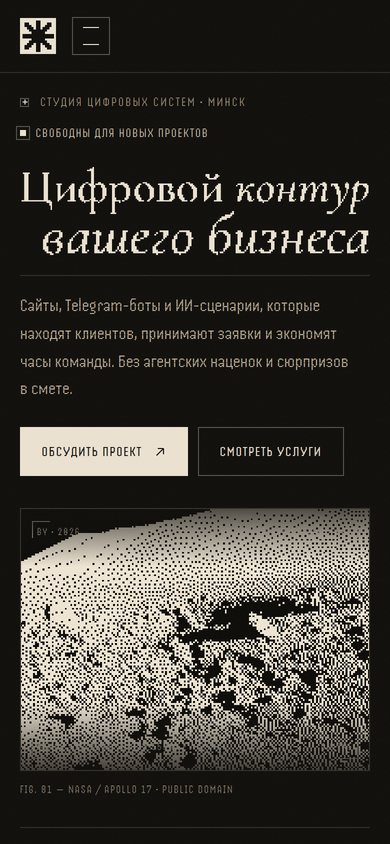 СТУДИЯ ЦИФРОВЫХ СИСТЕМ · МИНСК
СВОБОДНЫ ДЛЯ НОВЫХ ПРОЕКТОВ
Цифровой контур
вашего бизнеса
Сайты, Telegram-боты и ИИ-сценарии, которые
находят клиентов, принимают заявки и экономят
часы команды. Без агентских наценок и сюрпризов
в смете.
ОБСУДИТЬ ПРОЕКТ ↗
СМОТРЕТЬ УСЛУГИ
BY · 2026
FIG. 01 — NASA / APOLLO 17 · PUBLIC DOMAIN